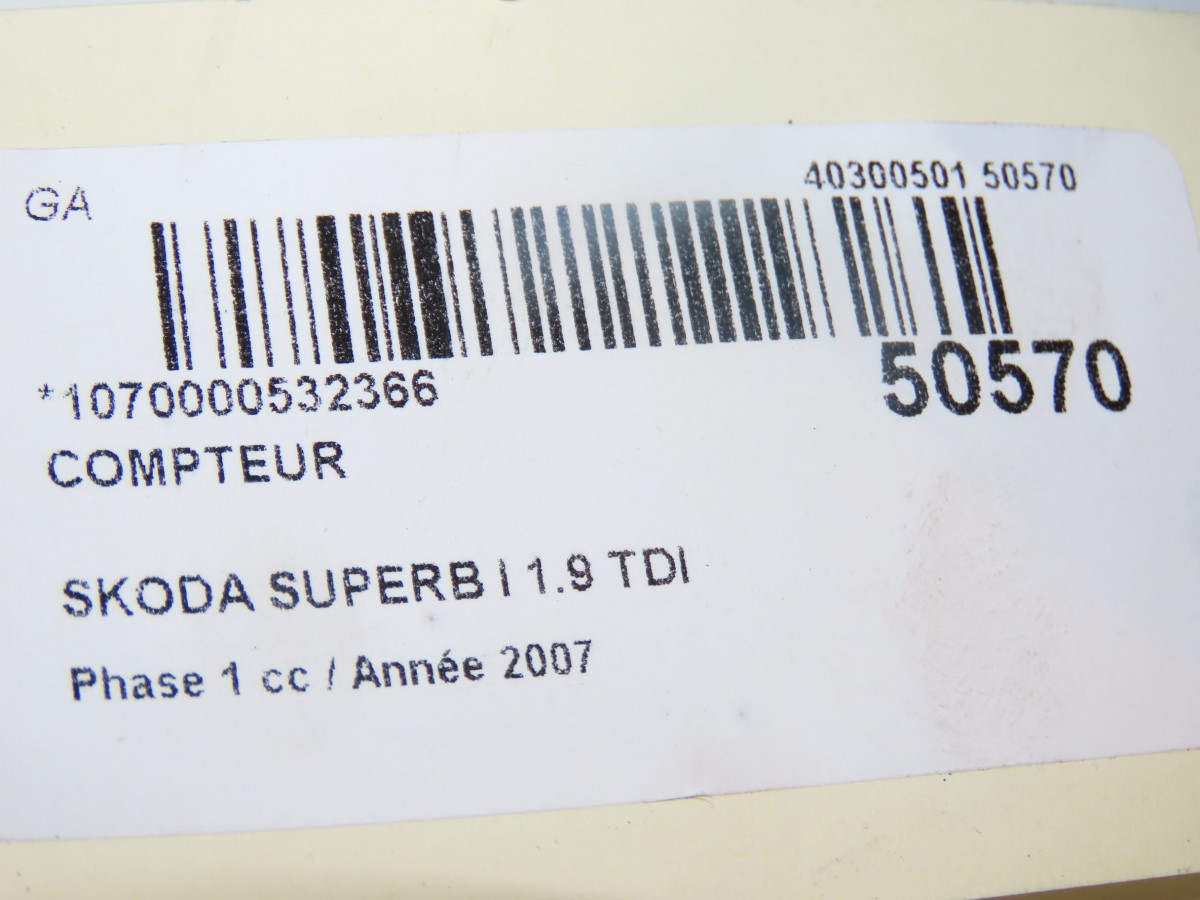 GA
40300501 50570
*1070000532366
50570
COMPTEUR
SKODA SUPERB I 1.9 TDI
Phase 1 cc / Année 2007